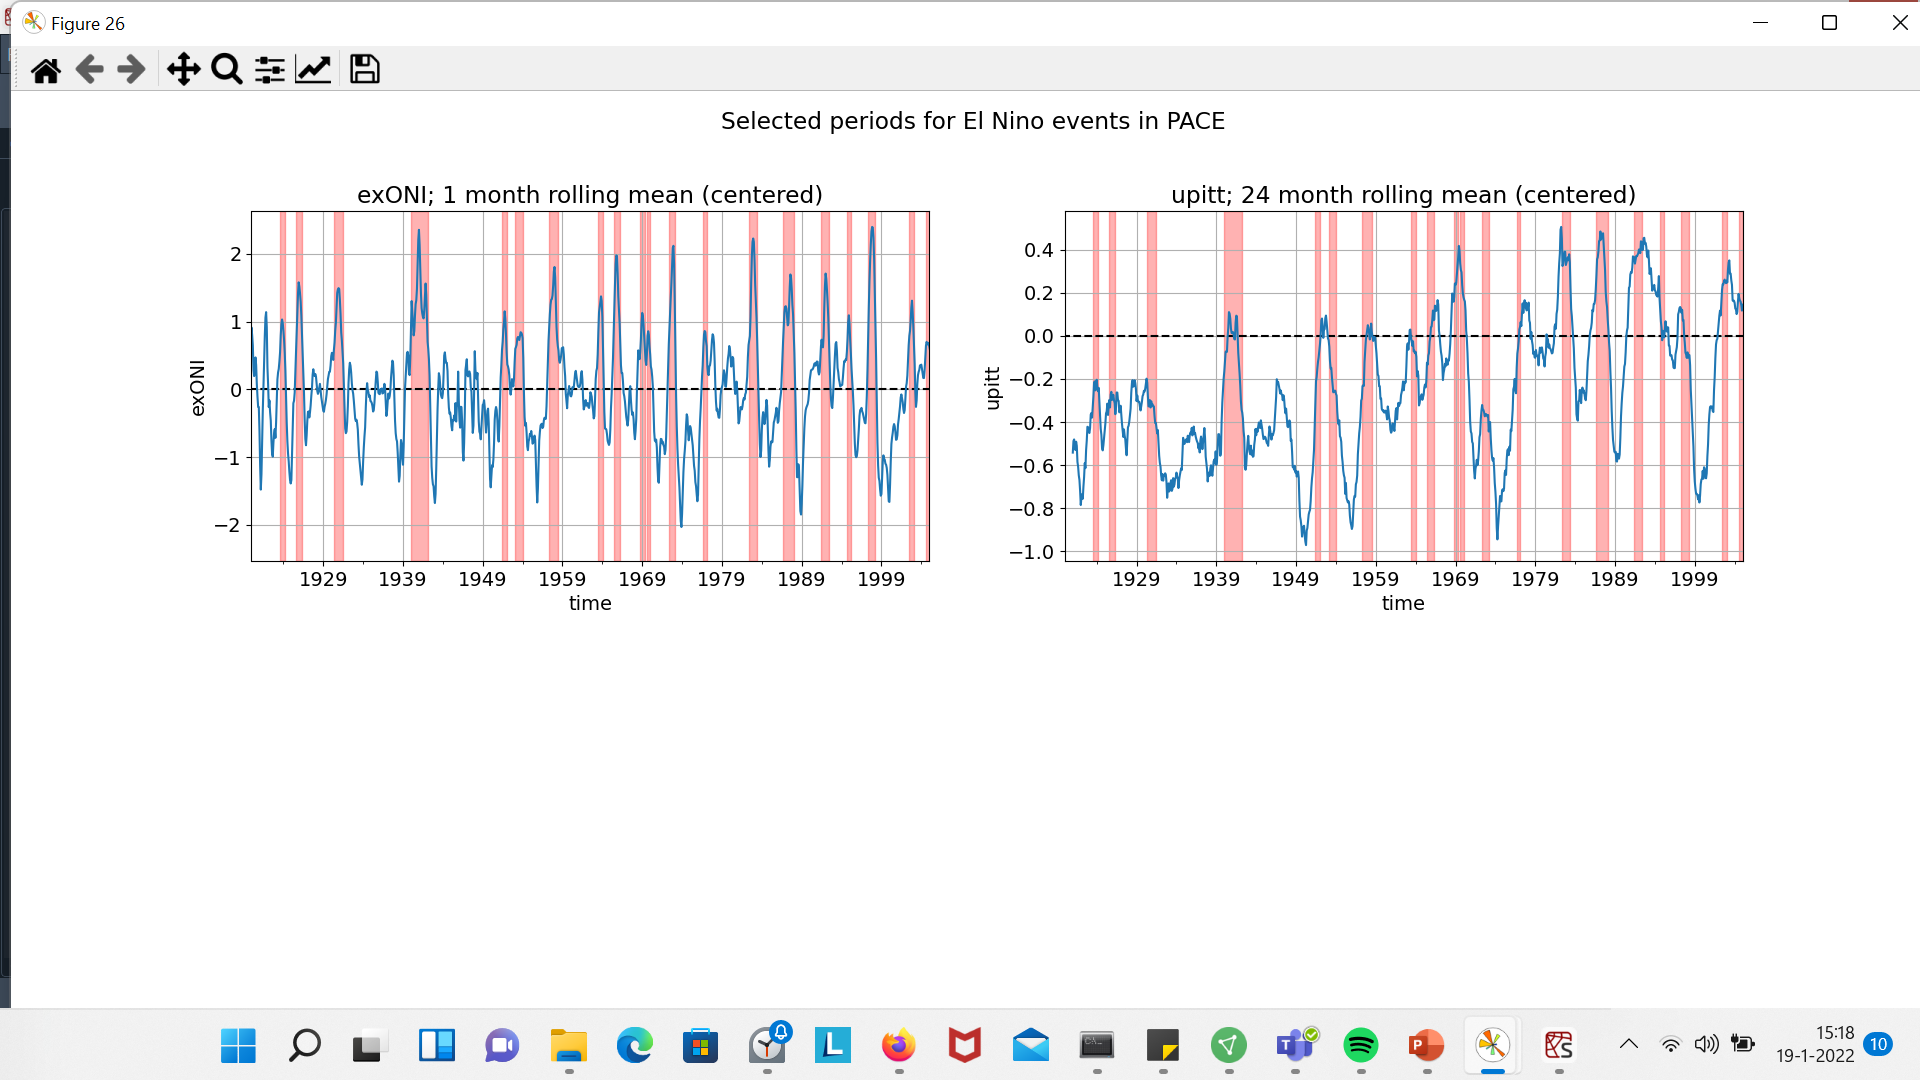 Figure 26
Selected periods for El Nino events in PACE
exONI; 1 month rolling mean (centered)
2
1
0
−1
−2
exONI
1929 1939 1949 1959 1969 1979 1989 1999
time
upitt; 24 month rolling mean (centered)
0.4
0.2
0.0
−0.2
−0.4
−0.6
−0.8
−1.0
upitt
1929 1939 1949 1959 1969 1979 1989 1999
time
L
C:\_
T
P
S
15:18
19-1-2022
10